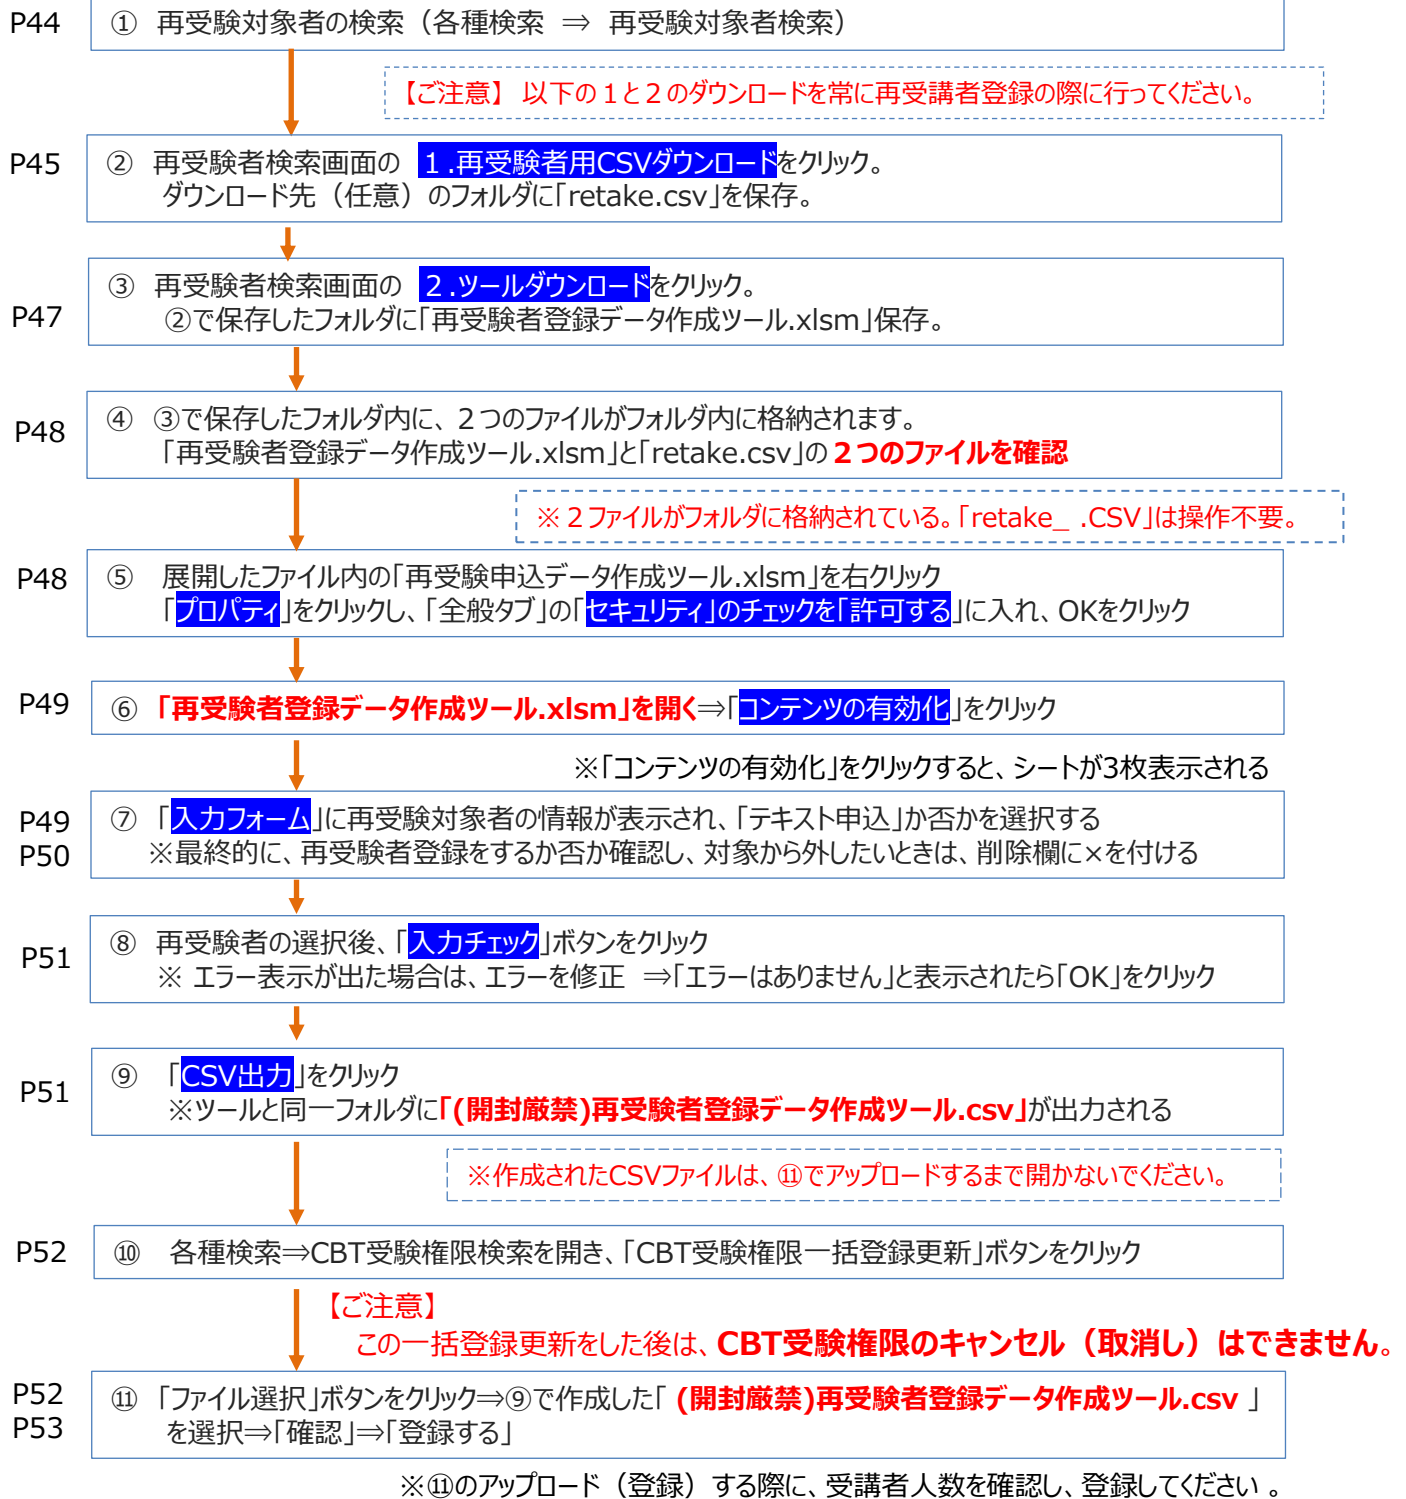 P44 ① 再受験対象者の検索（各種検索 ⇒ 再受験対象者検索）
【ご注意】 以下の１と２のダウンロードを常に再受講者登録の際に行ってください。
P45 ② 再受験者検索画面の １.再受験者用CSVダウンロードをクリック。
ダウンロード先（任意）のフォルダに「retake.csv」を保存。
③ 再受験者検索画面の ２.ツールダウンロードをクリック。
P47 ②で保存したフォルダに「再受験者登録データ作成ツール.xlsm」保存。
P48 ④ ③で保存したフォルダ内に、２つのファイルがフォルダ内に格納されます。
「再受験者登録データ作成ツール.xlsm」と「retake.csv」の２つのファイルを確認
※２ファイルがフォルダに格納されている。「retake_ .CSV」は操作不要。
P48 ⑤ 展開したファイル内の「再受験申込データ作成ツール.xlsm」を右クリック
「プロパティ」をクリックし、「全般タブ」の「セキュリティ」のチェックを「許可する」に入れ、OKをクリック
P49 ⑥ 「再受験者登録データ作成ツール.xlsm」を開く⇒「コンテンツの有効化」をクリック
※「コンテンツの有効化」をクリックすると、シートが3枚表示される
P49 ⑦ 「入力フォーム」に再受験対象者の情報が表示され、「テキスト申込」か否かを選択する
P50 ※最終的に、再受験者登録をするか否か確認し、対象から外したいときは、削除欄に×を付ける
P51 ⑧ 再受験者の選択後、「入力チェック」ボタンをクリック
※ エラー表示が出た場合は、エラーを修正 ⇒「エラーはありません」と表示されたら「OK」をクリック
P51 ⑨ 「CSV出力」をクリック
※ツールと同一フォルダに「(開封厳禁)再受験者登録データ作成ツール.csv」が出力される
※作成されたCSVファイルは、⑪でアップロードするまで開かないでください。
P52 ⑩ 各種検索⇒CBT受験権限検索を開き、「CBT受験権限一括登録更新」ボタンをクリック
【ご注意】
この一括登録更新をした後は、CBT受験権限のキャンセル（取消し）はできません。
P52 ⑪ 「ファイル選択」ボタンをクリック⇒⑨で作成した「 (開封厳禁)再受験者登録データ作成ツール.csv 」
P53 を選択⇒「確認」⇒「登録する」
※⑪のアップロード（登録）する際に、受講者人数を確認し、登録してください 。